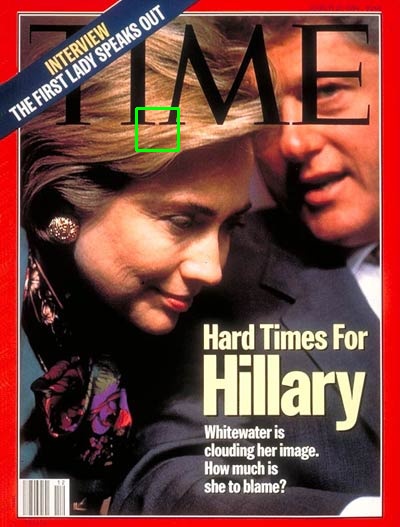 INTERVIEW
THE FIRST LADY SPEAKS OUT
TIME
Hard Times For
Hillary
Whitewater is
clouding her image.
How much is
she to blame?
12